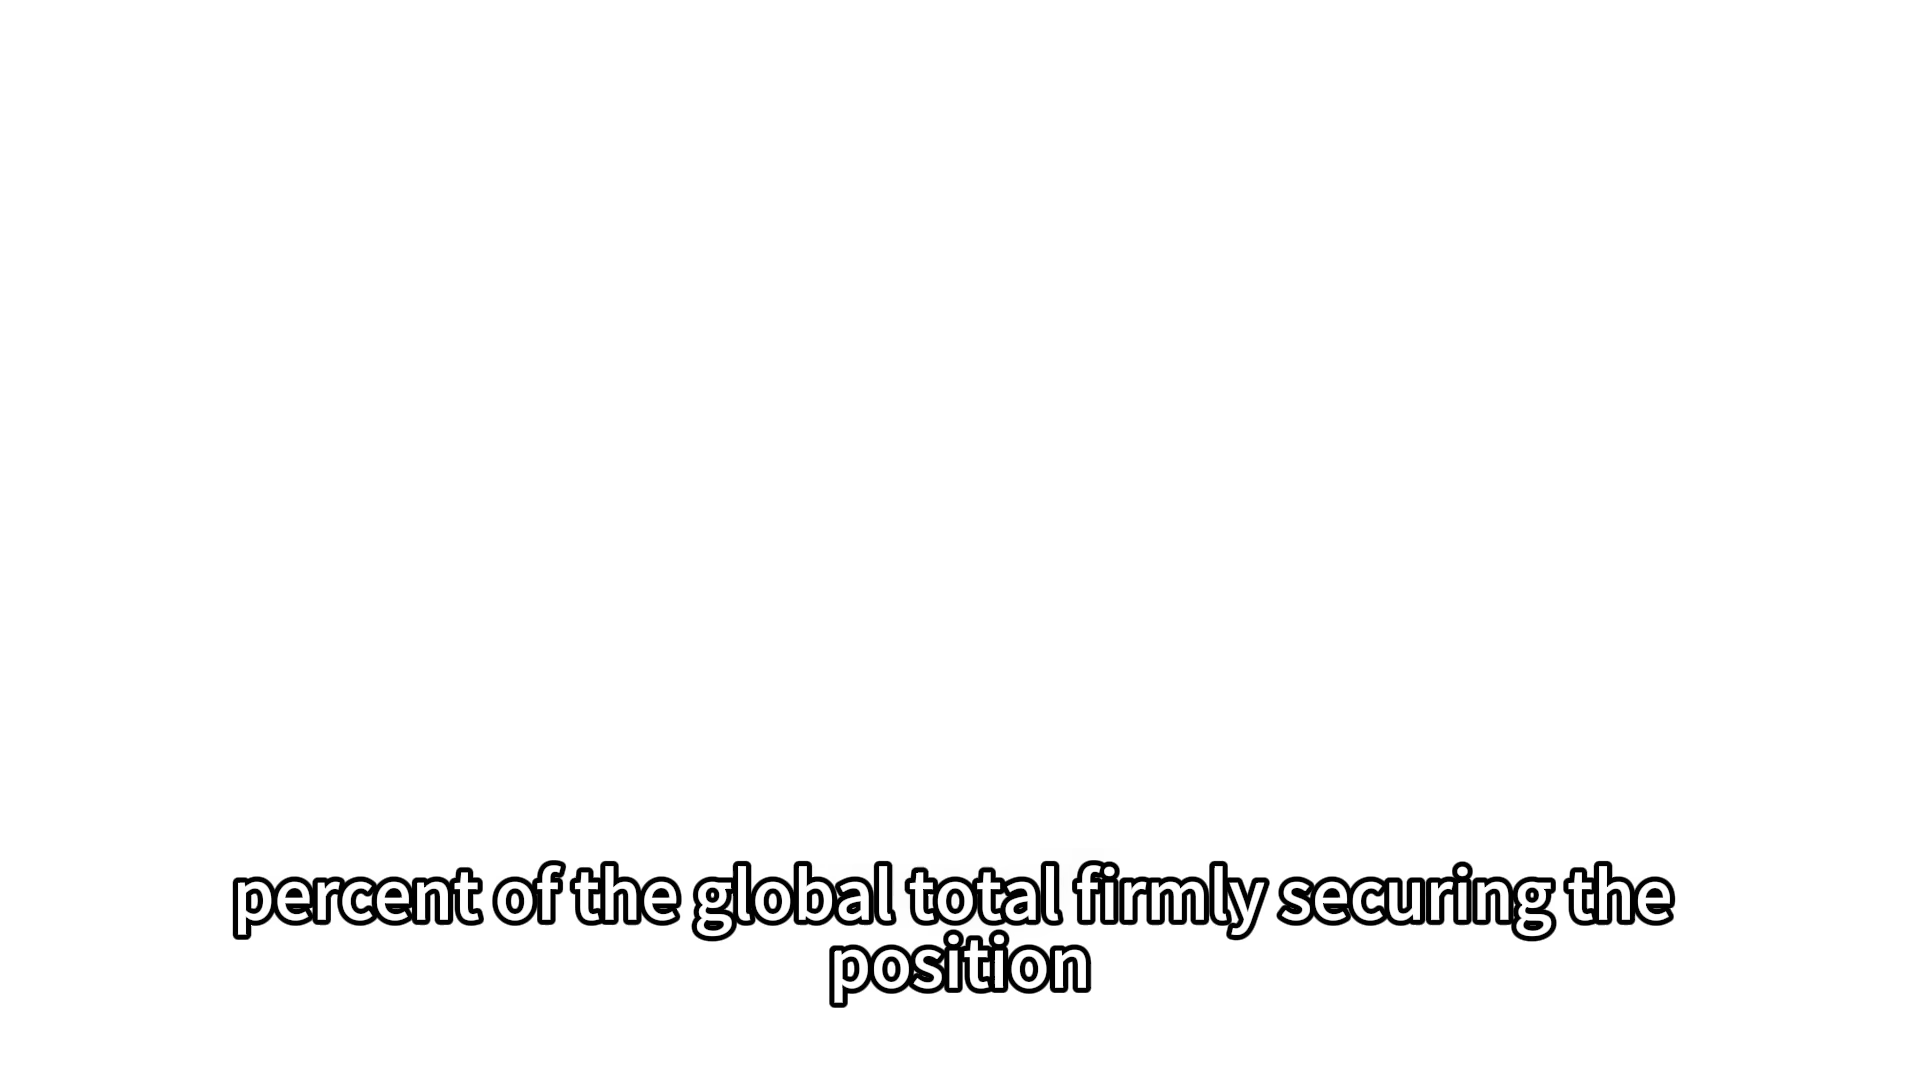 percent of the global total firmly securing the
position